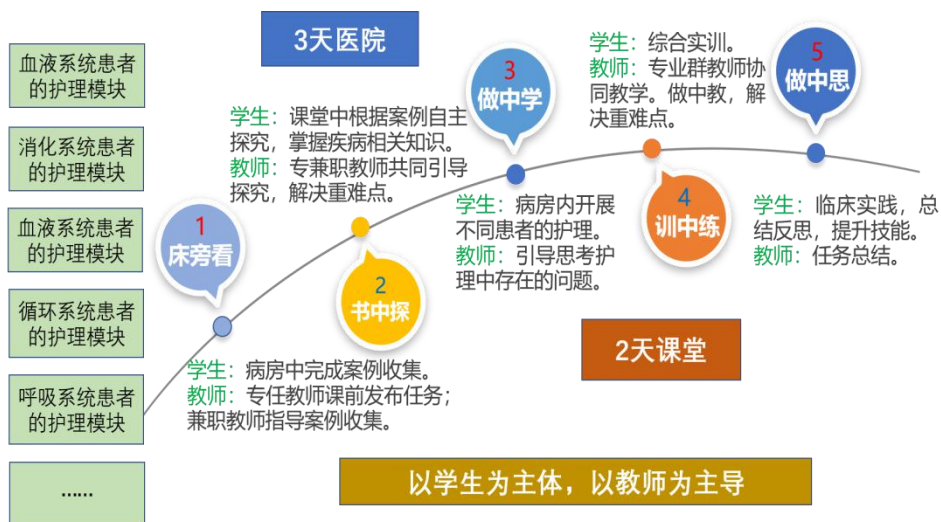 血液系统患者
的护理模块
消化系统患者
的护理模块
血液系统患者
的护理模块
循环系统患者
的护理模块
呼吸系统患者
的护理模块
……
3天医院
1
床旁看
学生：病房中完成案例收集。
教师：专任教师课前发布任务；
兼职教师指导案例收集。
学生：课堂中根据案例自主
探究，掌握疾病相关知识。
教师：专兼职教师共同引导
探究，解决重难点。
2
书中探
3
做中学
学生：病房内开展
不同患者的护理。
教师：引导思考护
理中存在的问题。
学生：综合实训。
教师：专业群教师协
同教学。做中教，解
决重难点。
4
训中练
5
做中思
学生：临床实践，总
结反思，提升技能。
教师：任务总结。
2天课堂
以学生为主体，以教师为主导